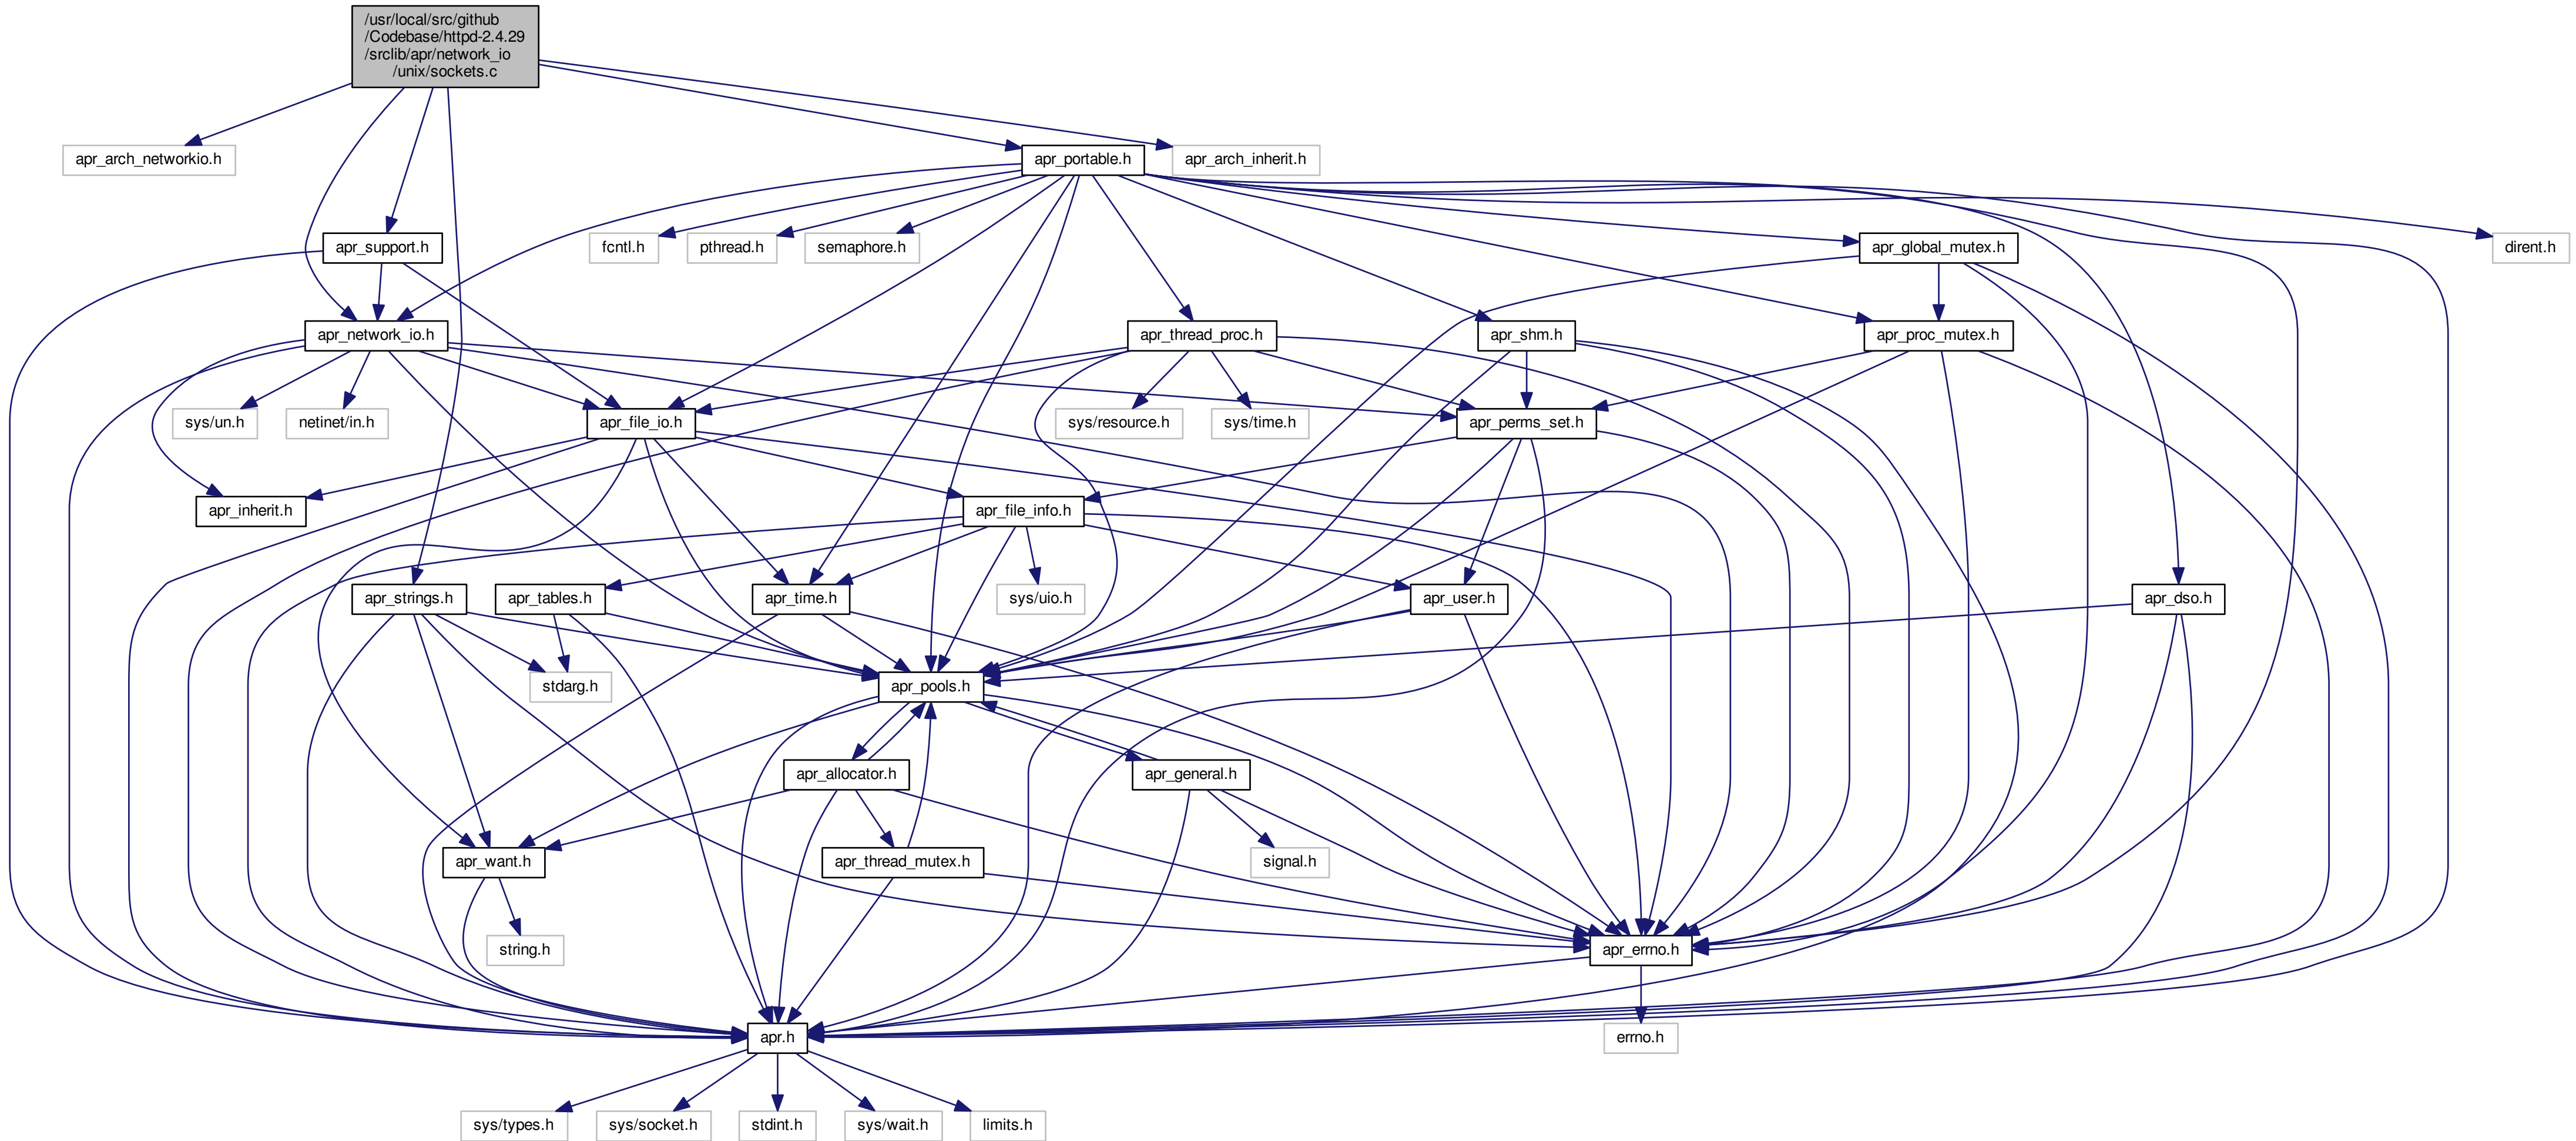 /usr/local/src/github
/Codebase/httpd-2.4.29
/srclib/apr/network_io
/unix/sockets.c
apr_arch_networkio.h
apr_portable.h
apr_arch_inherit.h
apr_support.h
fcntl.h
pthread.h
semaphore.h
apr_global_mutex.h
dirent.h
apr_network_io.h
apr_thread_proc.h
apr_shm.h
apr_proc_mutex.h
sys/un.h
netinet/in.h
apr_file_io.h
sys/resource.h
sys/time.h
apr_perms_set.h
apr_inherit.h
apr_file_info.h
apr_strings.h
apr_tables.h
apr_time.h
sys/uio.h
apr_user.h
apr_dso.h
stdarg.h
apr_pools.h
apr_allocator.h
apr_general.h
apr_want.h
apr_thread_mutex.h
signal.h
string.h
apr_errno.h
apr.h
errno.h
sys/types.h
sys/socket.h
stdint.h
sys/wait.h
limits.h